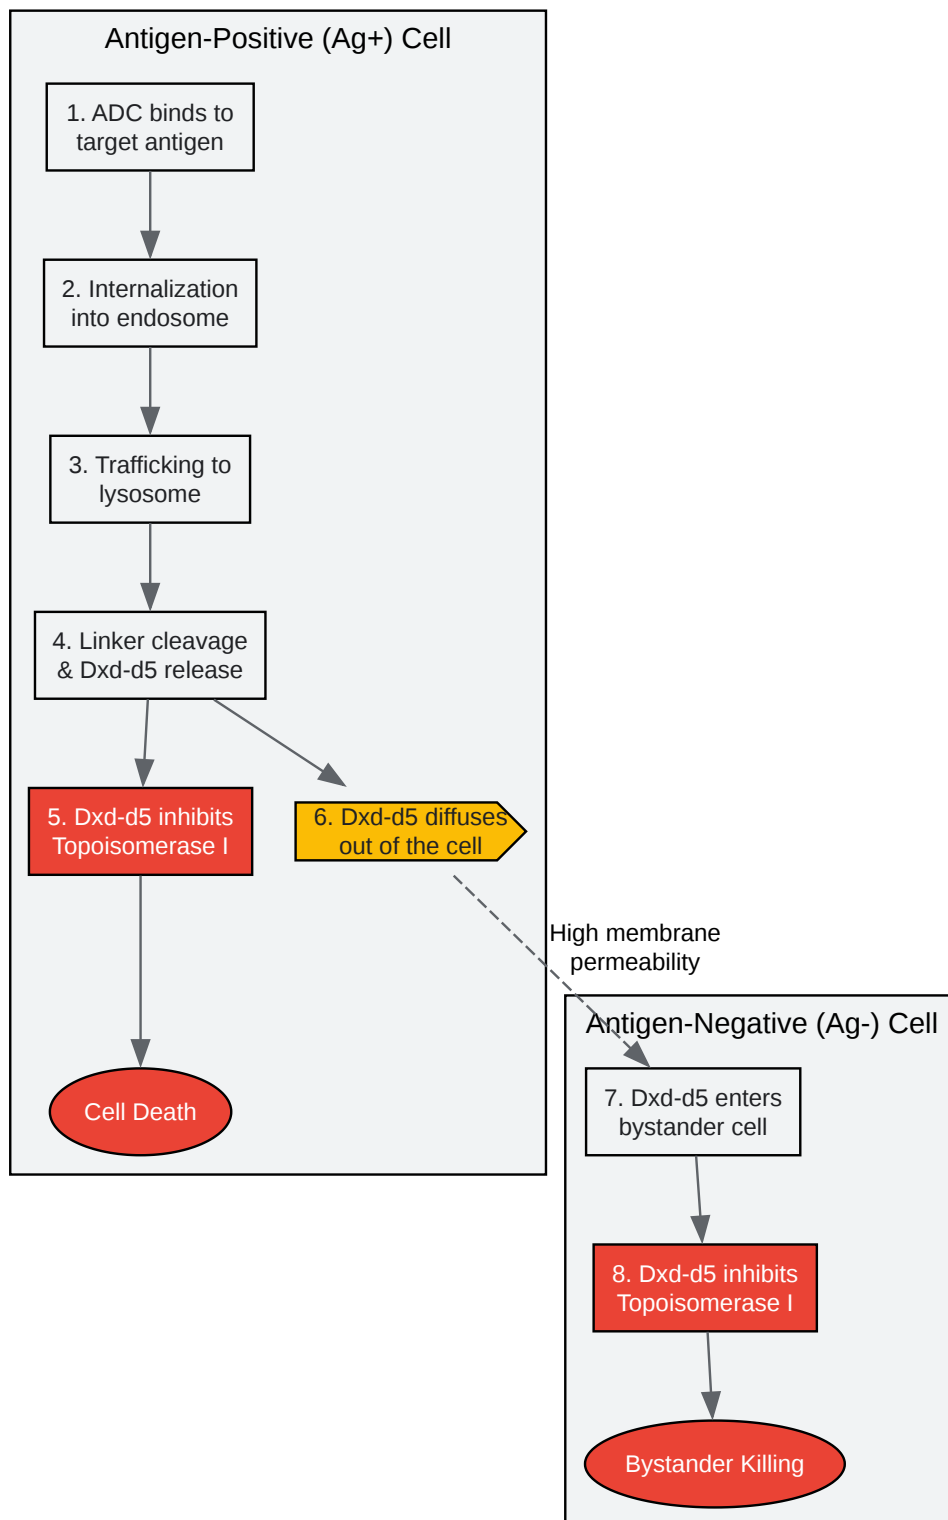 Antigen-Positive (Ag+) Cell
1. ADC binds to
target antigen
2. Internalization
into endosome
3. Trafficking to
lysosome
4. Linker cleavage
& Dxd-d5 release
5. Dxd-d5 inhibits
Topoisomerase I
6. Dxd-d5 diffuses
out of the cell
Cell Death
High membrane
permeability
Antigen-Negative (Ag-) Cell
7. Dxd-d5 enters
bystander cell
8. Dxd-d5 inhibits
Topoisomerase I
Bystander Killing